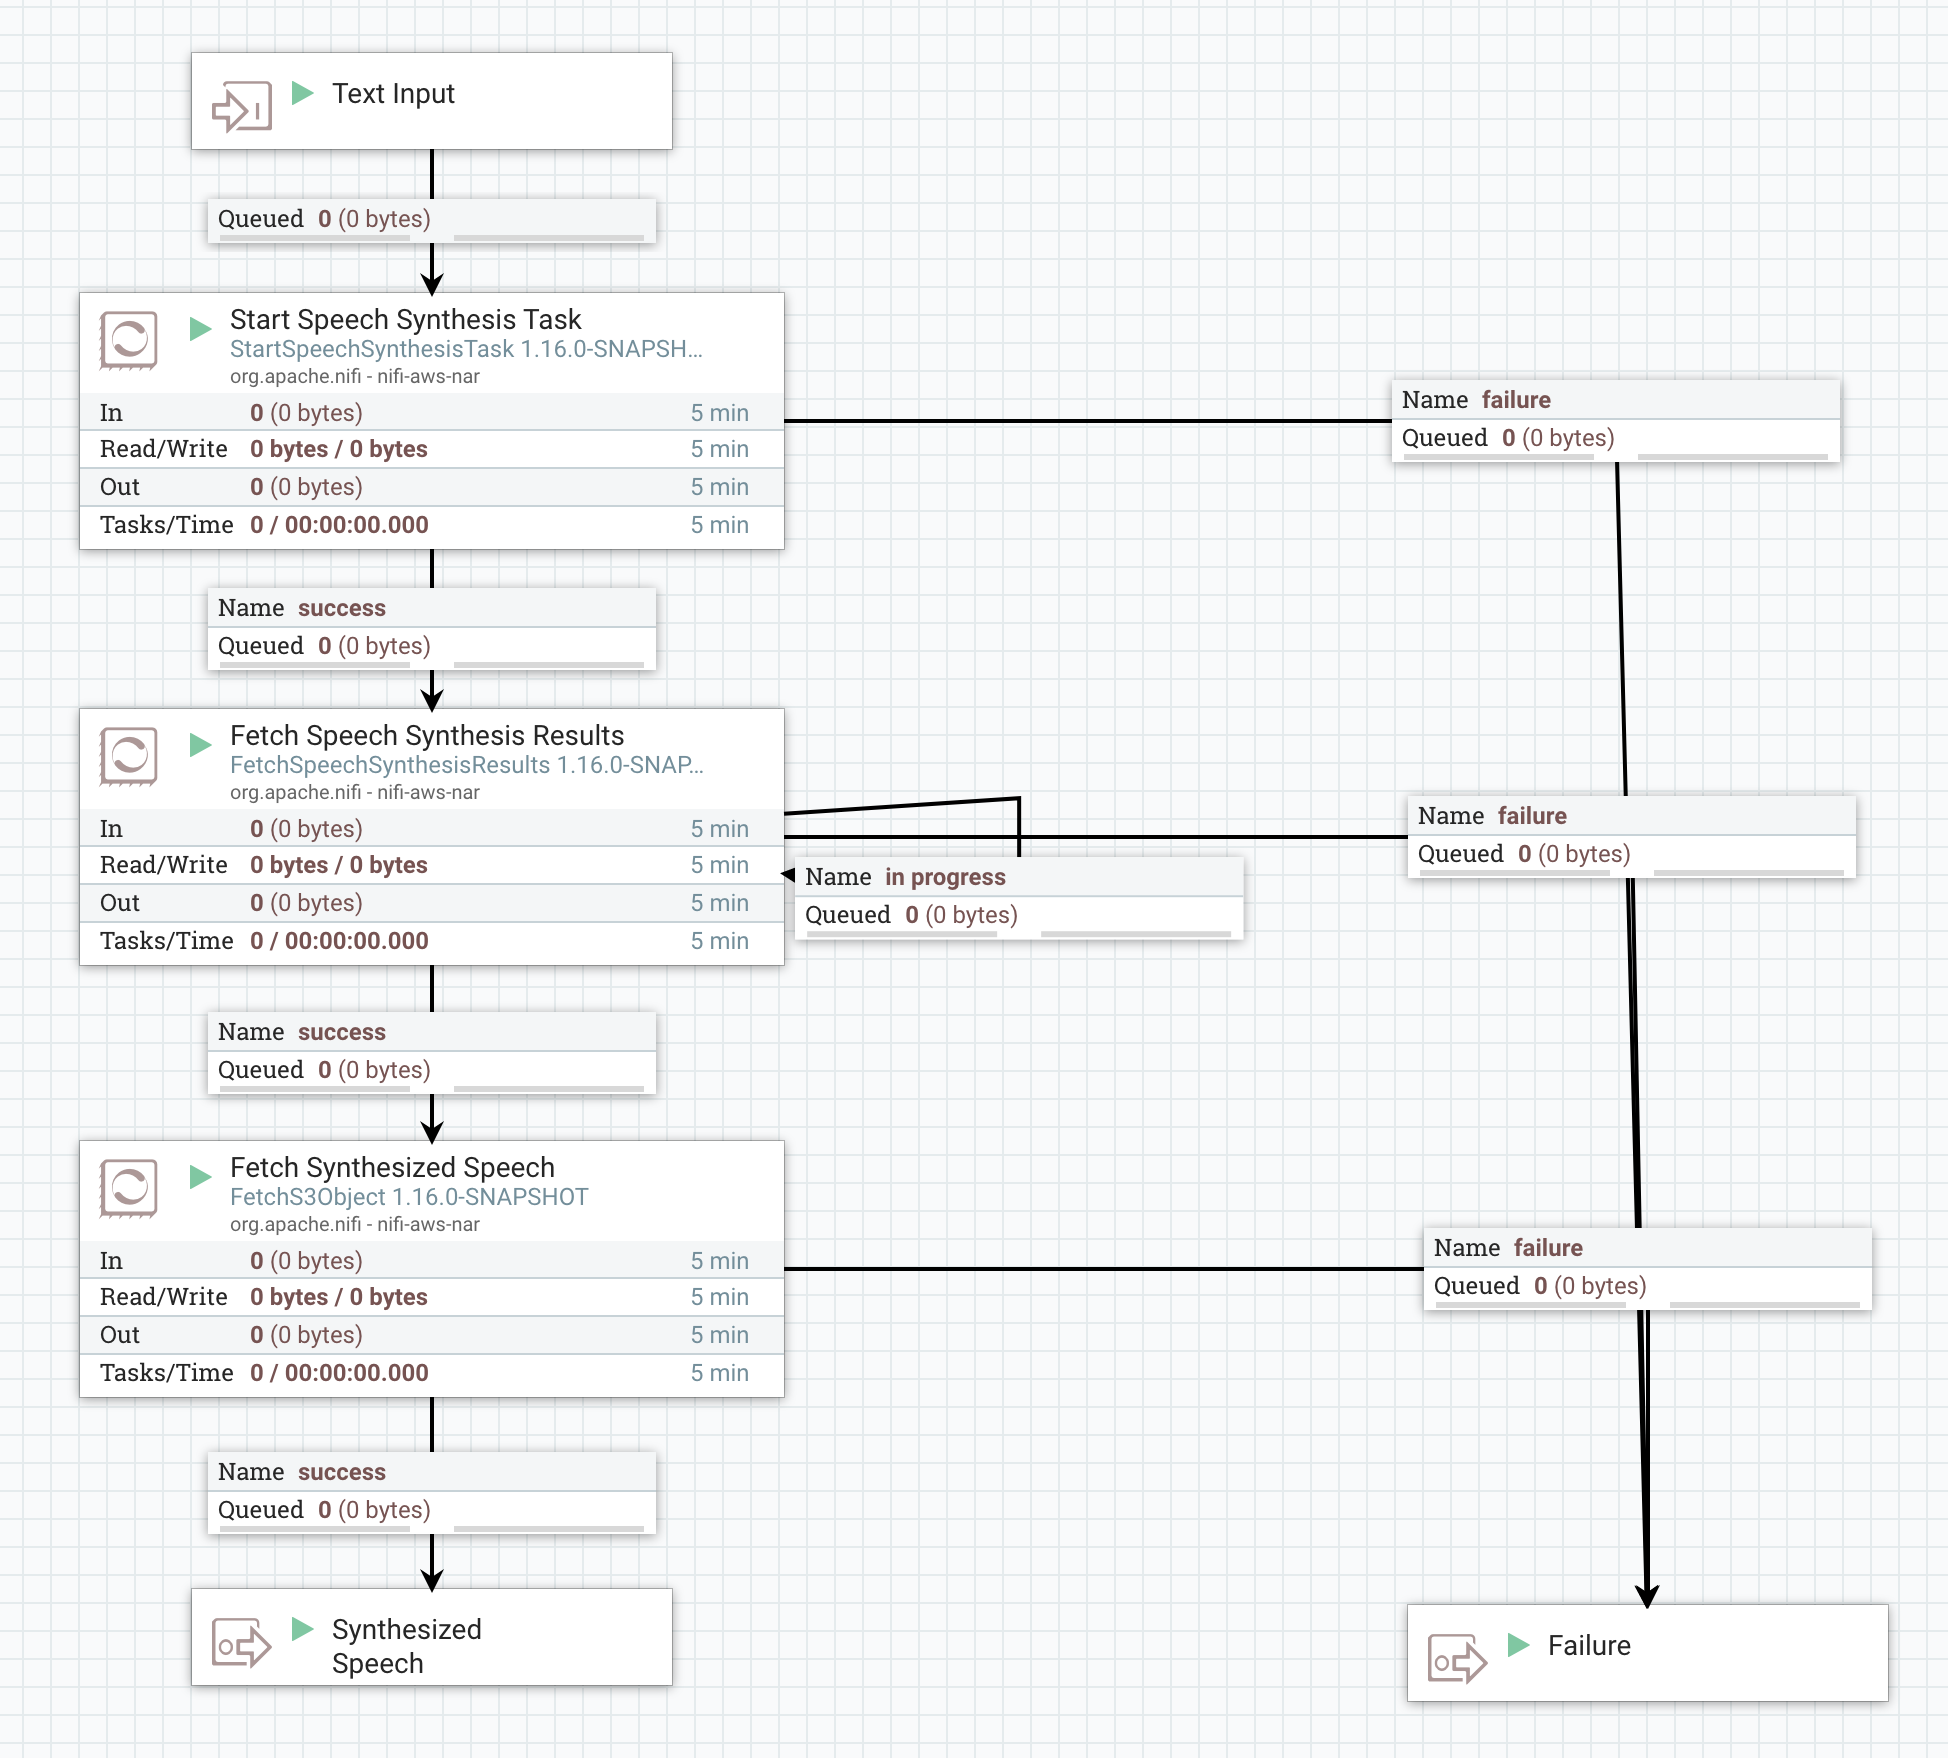 Text Input
Queued 0 (0 bytes)
Start Speech Synthesis Task
StartSpeechSynthesisTask 1.16.0-SNAPSH...
org.apache.nifi - nifi-aws-nar
In 0 (0 bytes) 5 min
Read/Write 0 bytes / 0 bytes 5 min
Out 0 (0 bytes) 5 min
Tasks/Time 0 / 00:00:00.000 5 min
Name failure
Queued 0 (0 bytes)
Name success
Queued 0 (0 bytes)
Fetch Speech Synthesis Results
FetchSpeechSynthesisResults 1.16.0-SNAP...
org.apache.nifi - nifi-aws-nar
In 0 (0 bytes) 5 min
Read/Write 0 bytes / 0 bytes 5 min
Out 0 (0 bytes) 5 min
Tasks/Time 0 / 00:00:00.000 5 min
Name in progress
Queued 0 (0 bytes)
Name failure
Queued 0 (0 bytes)
Name success
Queued 0 (0 bytes)
Fetch Synthesized Speech
FetchS3Object 1.16.0-SNAPSHOT
org.apache.nifi - nifi-aws-nar
In 0 (0 bytes) 5 min
Read/Write 0 bytes / 0 bytes 5 min
Out 0 (0 bytes) 5 min
Tasks/Time 0 / 00:00:00.000 5 min
Name failure
Queued 0 (0 bytes)
Name success
Queued 0 (0 bytes)
Synthesized
Speech
Failure